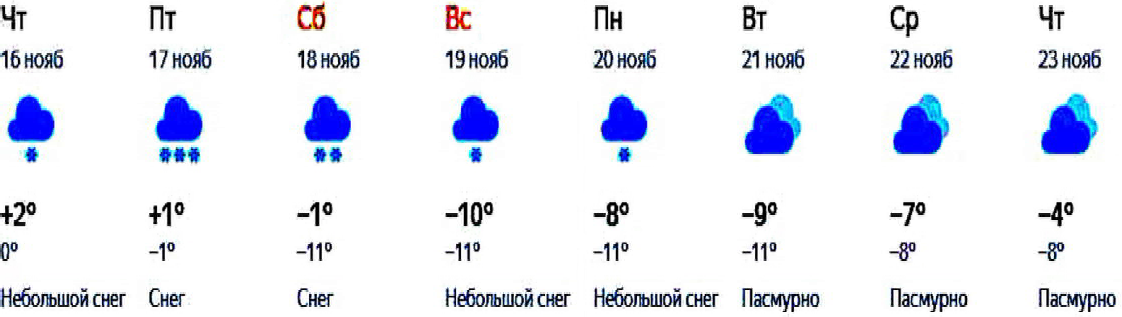 Чт Пт Сб Вс Пн Вт Ср Чт
16 нояб 17 нояб 18 нояб 19 нояб 20 нояб 21 нояб 22 нояб 23 нояб
+2° +1° −1° −10° −8° −9° −7° −4°
0° −1° −11° −11° −11° −11° −8° −8°
Небольшой снег Снег Снег Небольшой снег Небольшой снег Пасмурно Пасмурно Пасмурно